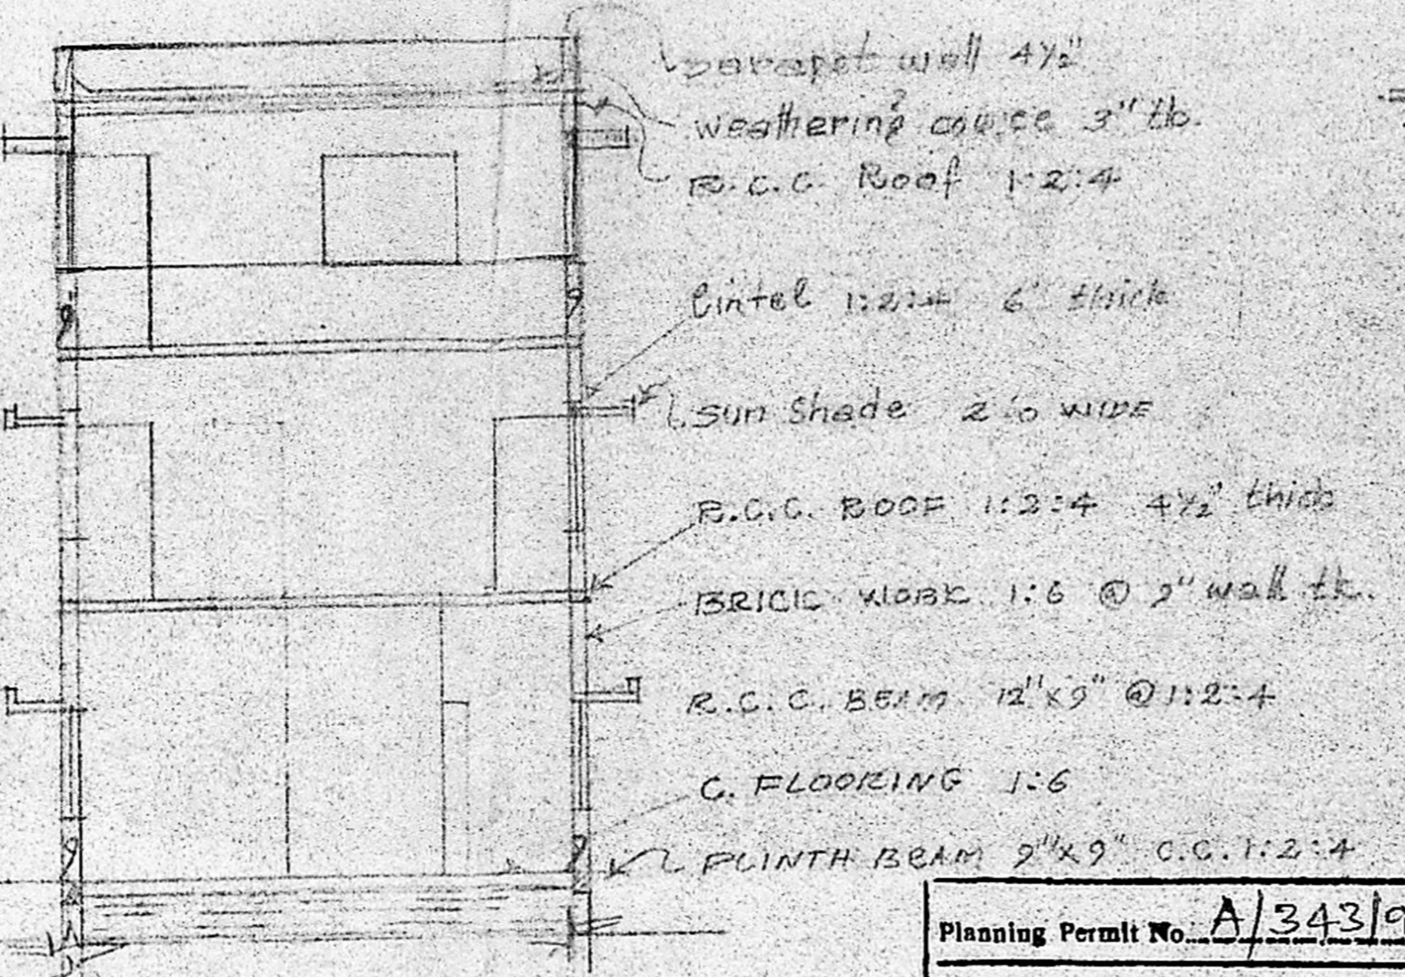 parapet wall 4½"
weathering cource 3" tk.
R.C.C. Roof 1:2:4
lintel 1:2:4 6" thick
sun shade 2'0 WIDE
R.C.C. ROOF 1:2:4 4½" thick
BRICK WORK 1:6 @ 9" wall tk.
R.C.C. BEAM 12"x9" @ 1:2:4
C. FLOORING 1:6
PLINTH BEAM 9"x9" C.C. 1:2:4
Planning Permit No. A/343/9